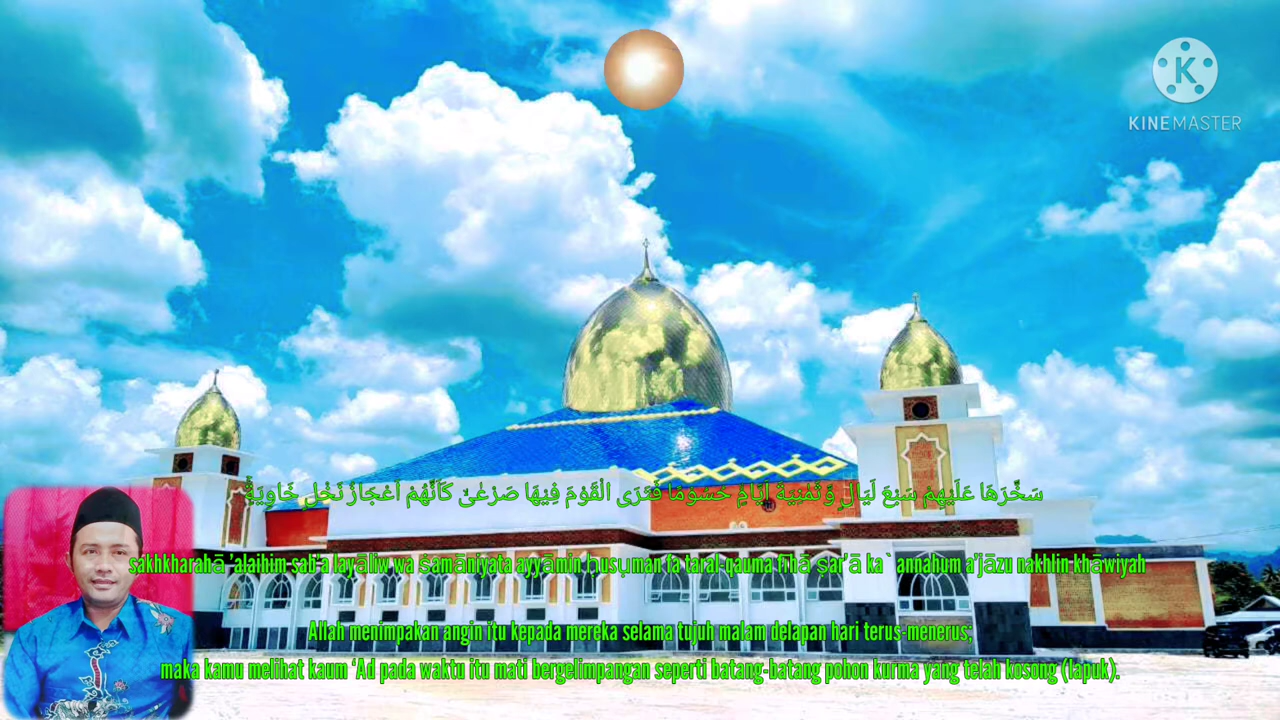 KINEMASTER
سَخَّرَهَا عَلَيْهِمْ سَبْعَ لَيَالٍ وَّثَمٰنِيَةَ اَيَّامٍ حُسُوْمًا فَتَرَى الْقَوْمَ فِيْهَا صَرْعٰىۙ كَاَنَّهُمْ اَعْجَازُ نَخْلٍ خَاوِيَةٍۚ
sakhkharahā 'alaihim sab'a layāliw wa ṡamāniyata ayyāmin ḥusụman fa taral-qauma fīhā ṣar'ā ka`annahum a'jāzu nakhlin khāwiyah
Allah menimpakan angin itu kepada mereka selama tujuh malam delapan hari terus-menerus;
maka kamu melihat kaum 'Ad pada waktu itu mati bergelimpangan seperti batang-batang pohon kurma yang telah kosong (lapuk).